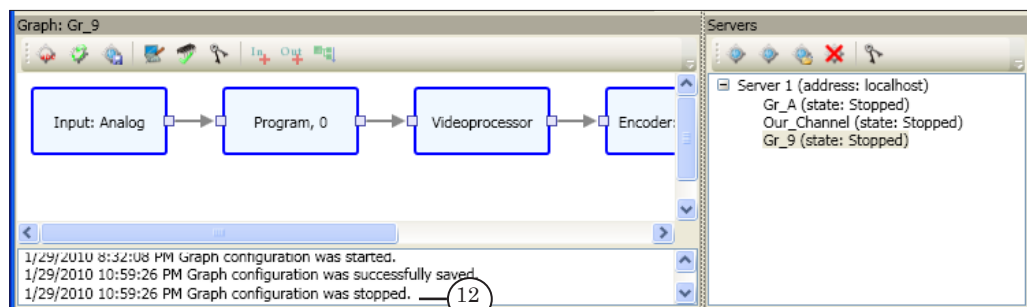 Graph: Gr_9
In
Out
Input: Analog
Program, 0
Videoprocessor
Encoder:
1/29/2010 8:32:08 PM Graph configuration was started.
1/29/2010 10:59:26 PM Graph configuration was successfully saved.
1/29/2010 10:59:26 PM Graph configuration was stopped.
12
Servers
Server 1 (address: localhost)
Gr_A (state: Stopped)
Our_Channel (state: Stopped)
Gr_9 (state: Stopped)